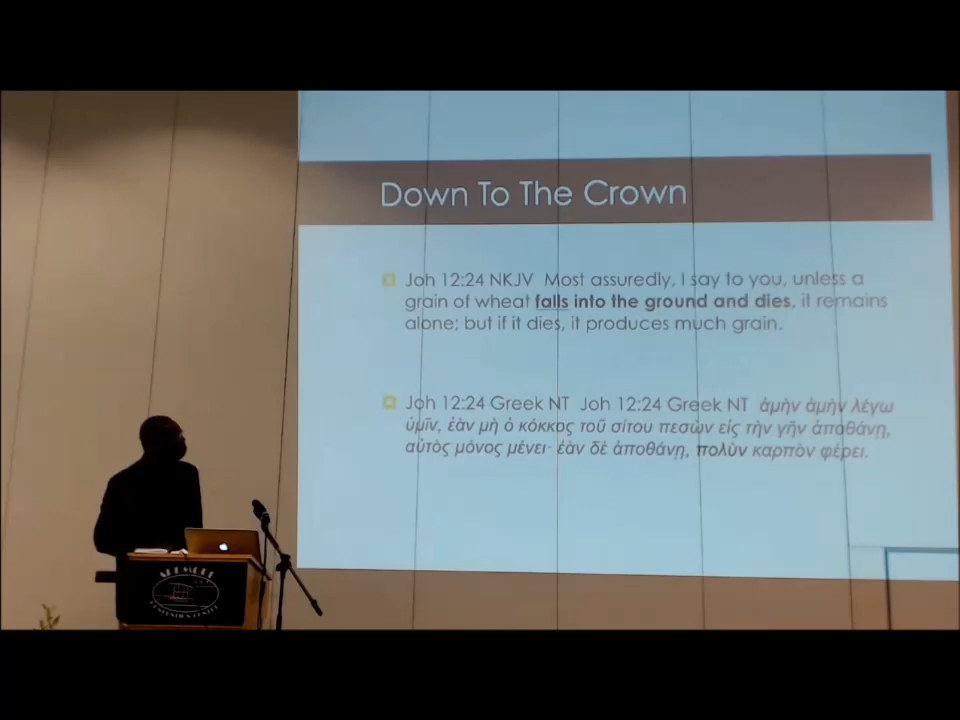 Down To The Crown
Joh 12:24 NKJV Most assuredly, I say to you, unless a
grain of wheat falls into the ground and dies, it remains
alone; but if it dies, it produces much grain.
Joh 12:24 Greek NT Joh 12:24 Greek NT ἀμὴν ἀμὴν λέγω
ὑμῖν, ἐὰν μὴ ὁ κόκκος τοῦ σίτου πεσὼν εἰς τὴν γῆν ἀποθάνῃ,
αὐτὸς μόνος μένει· ἐὰν δὲ ἀποθάνῃ, πολὺν καρπὸν φέρει.